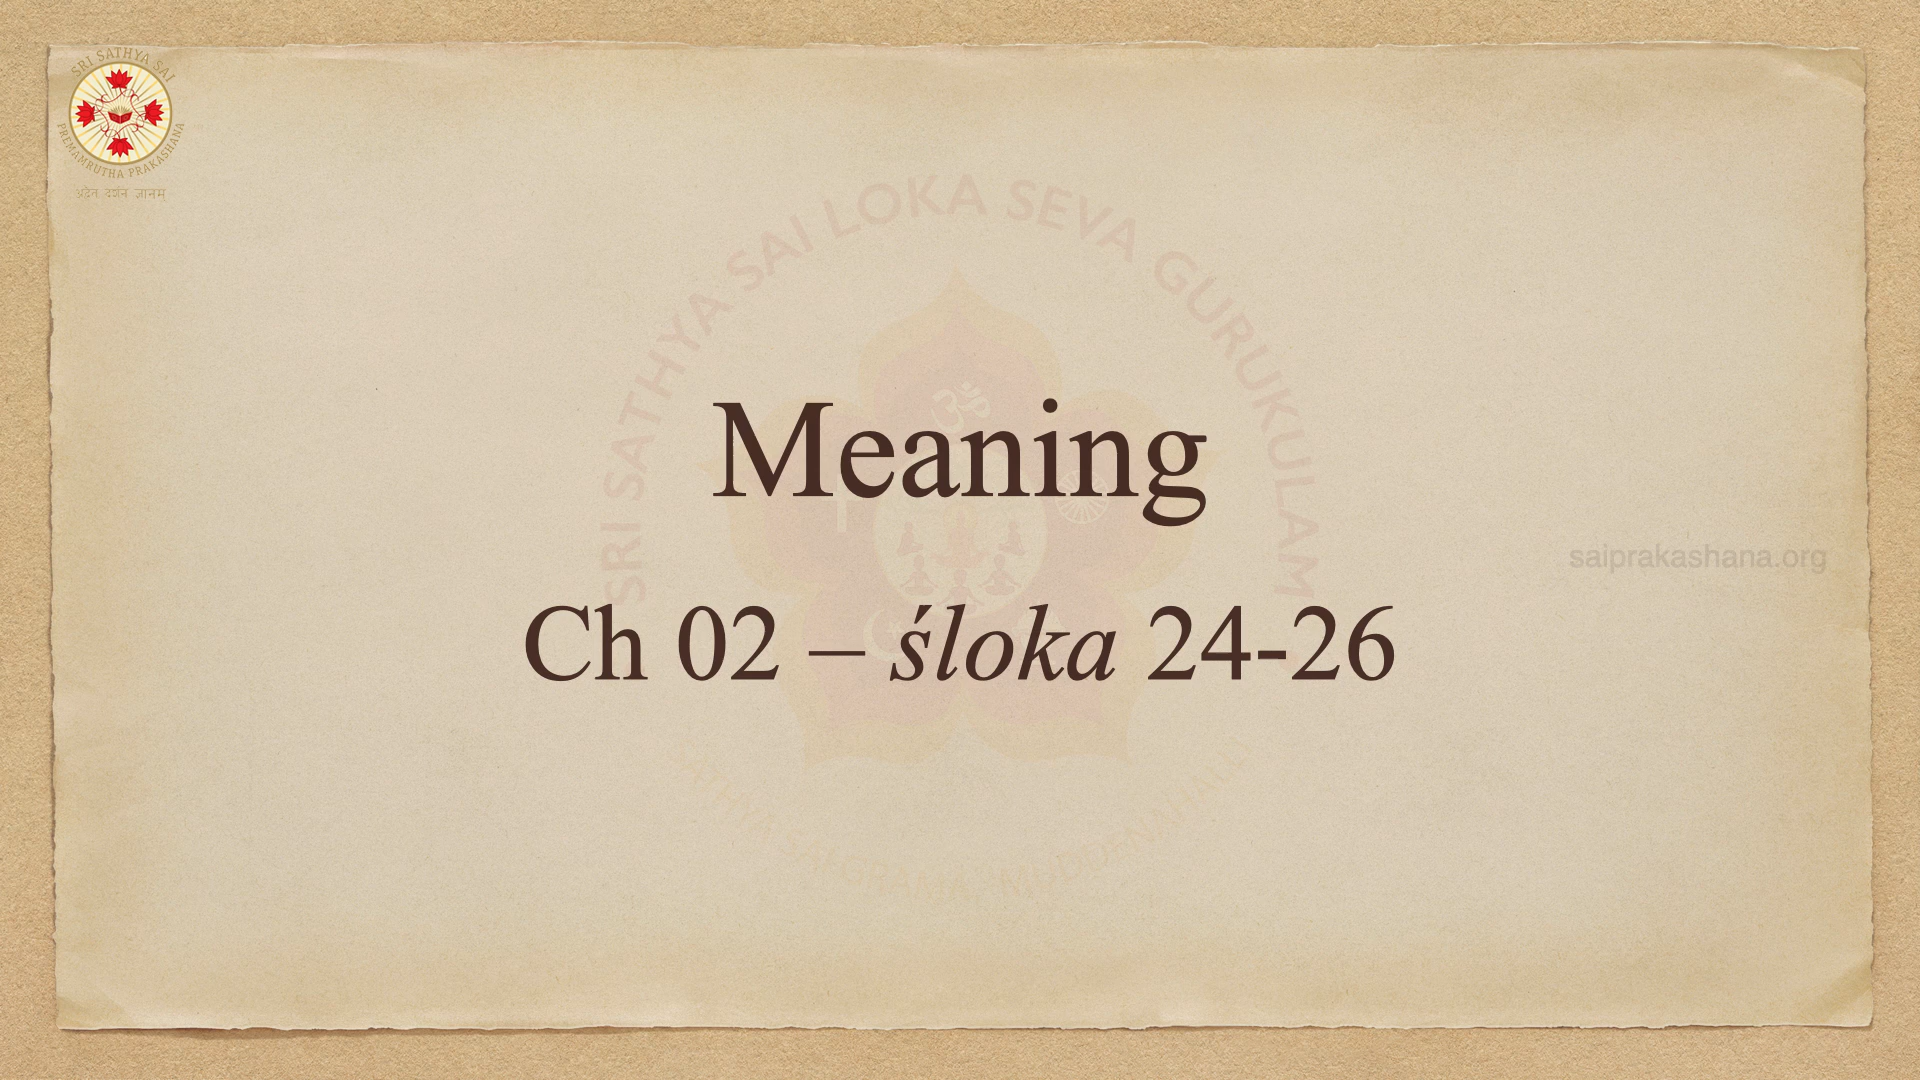 SRI SATHYA SAI
PREMAMRUTHA PRAKASHANA
SRI SATHYA SAI LOKA SEVA GURUKULAM
ॐ
Meaning
saiprakashana.org
Ch 02 – śloka 24-26